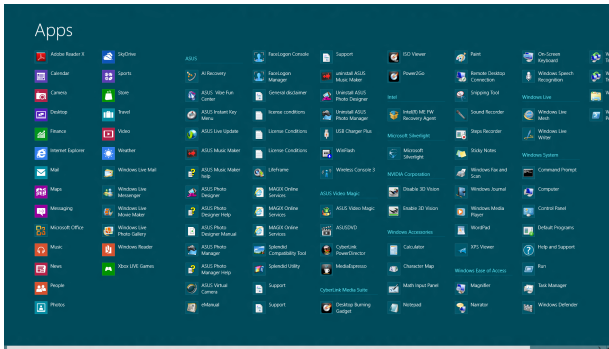 Apps
Adobe Reader X
Calendar
Camera
Desktop
Finance
Internet Explorer
Mail
Maps
Messaging
Microsoft Office
Music
News
People
Photos
SkyDrive
Sports
Store
Travel
Video
Weather
Windows Live Mail
Windows Live
Messenger
Windows Live
Movie Maker
Windows Live
Photo Gallery
Windows Reader
Xbox LIVE Games
ASUS
AI Recovery
ASUS Vibe Fun
Center
ASUS Instant Key
Menu
ASUS Live Update
ASUS Music Maker
ASUS Music Maker
help
ASUS Photo
Designer
ASUS Photo
Designer Help
ASUS Photo
Designer Manual
ASUS Photo
Manager
ASUS Photo
Manager Help
ASUS Virtual
Camera
eManual
FaceLogon Console
FaceLogon
Manager
General disclaimer
license conditions
License Conditions
License Conditions
LifeFrame
MAGIX Online
Services
MAGIX Online
Services
MAGIX Online
Services
Splendid
Compatibility Tool
Splendid Utility
Support
Support
Support
uninstall ASUS
Music Maker
Uninstall ASUS
Photo Designer
Uninstall ASUS
Photo Manager
USB Charger Plus
WinFlash
Wireless Console 3
ASUS Video Magic
ASUS Video Magic
ASUSDVD
CyberLink
PowerDirector
MediaEspresso
CyberLink Media Suite
Desktop Burning
Gadget
ISO Viewer
Power2Go
Intel
Intel(R) ME FW
Recovery Agent
Microsoft Silverlight
Microsoft
Silverlight
NVIDIA Corporation
Disable 3D Vision
Enable 3D Vision
Windows Accessories
Calculator
Character Map
Math Input Panel
Notepad
Paint
Remote Desktop
Connection
Snipping Tool
Sound Recorder
Steps Recorder
Sticky Notes
Windows Fax and
Scan
Windows Journal
Windows Media
Player
WordPad
XPS Viewer
Windows Ease of Access
Magnifier
Narrator
On-Screen
Keyboard
Windows Speech
Recognition
Windows Live
Windows Live
Mesh
Windows Live
Writer
Windows System
Command Prompt
Computer
Control Panel
Default Programs
Help and Support
Run
Task Manager
Windows Defender